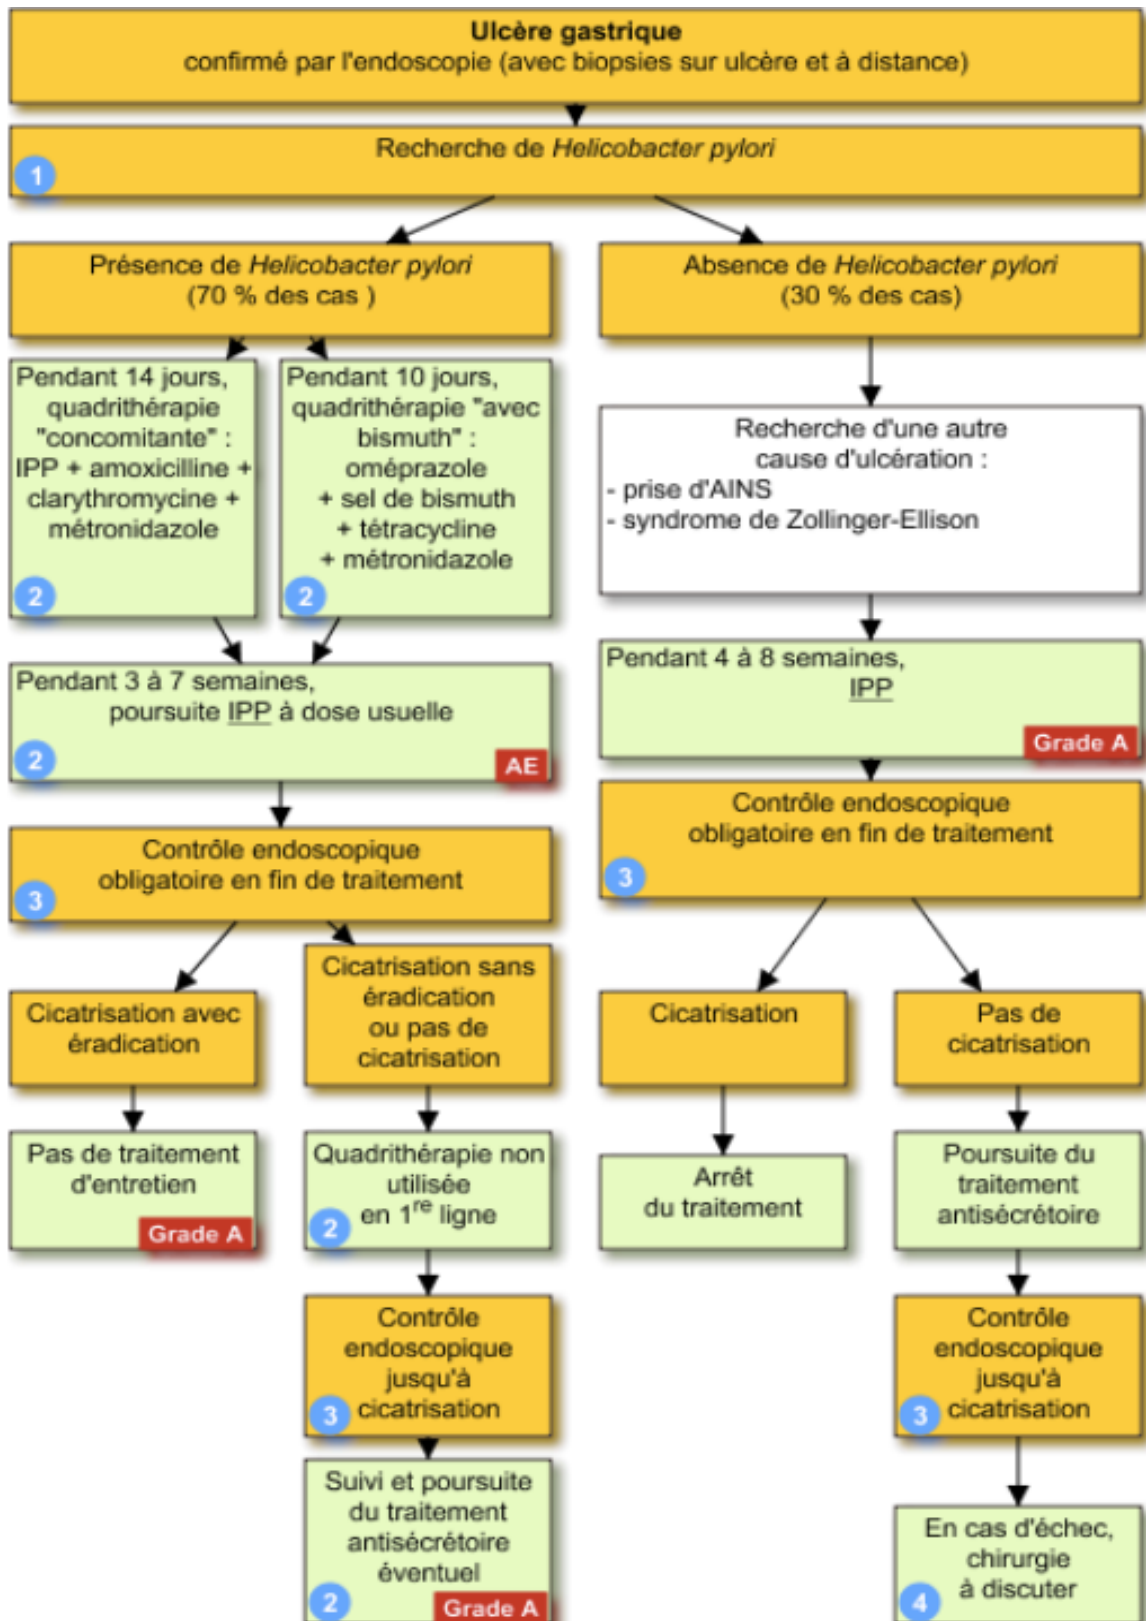 Ulcère gastrique
confirmé par l'endoscopie (avec biopsies sur ulcère et à distance)
Recherche de Helicobacter pylori
1
Présence de Helicobacter pylori
(70 % des cas )
Absence de Helicobacter pylori
(30 % des cas)
Pendant 14 jours,
quadrithérapie
"concomitante" :
IPP + amoxicilline +
clarythromycine +
métronidazole
2
Pendant 10 jours,
quadrithérapie "avec
bismuth" :
oméprazole
+ sel de bismuth
+ tétracycline
+ métronidazole
2
Recherche d'une autre
cause d'ulcération :
- prise d'AINS
- syndrome de Zollinger-Ellison
Pendant 3 à 7 semaines,
poursuite IPP à dose usuelle
2
AE
Pendant 4 à 8 semaines,
IPP
Grade A
Contrôle endoscopique
obligatoire en fin de traitement
3
Contrôle endoscopique
obligatoire en fin de traitement
3
Cicatrisation avec
éradication
Cicatrisation sans
éradication
ou pas de
cicatrisation
Cicatrisation
Pas de
cicatrisation
Pas de traitement
d'entretien
Grade A
Quadrithérapie non
utilisée
en 1re ligne
2
Arrêt
du traitement
Poursuite du
traitement
antisécrétoire
Contrôle
endoscopique
jusqu'à
cicatrisation
3
Contrôle
endoscopique
jusqu'à
cicatrisation
3
Suivi et poursuite
du traitement
antisécrétoire
éventuel
2
Grade A
En cas d'échec,
chirurgie
à discuter
4